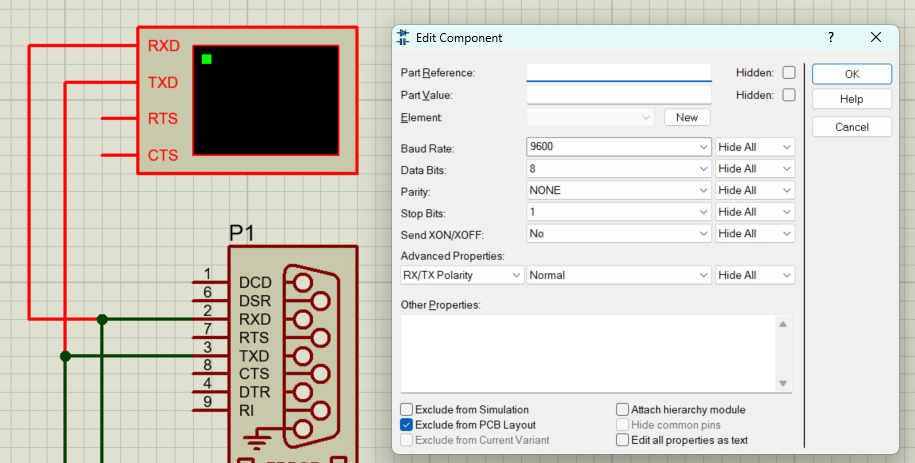 RXD
TXD
RTS
CTS
P1
1 DCD
6 DSR
2 RXD
7 RTS
3 TXD
8 CTS
4 DTR
9 RI
Edit Component ?
Part Reference: Hidden:
Part Value: Hidden:
Element: New
Baud Rate: 9600 Hide All
Data Bits: 8 Hide All
Parity: NONE Hide All
Stop Bits: 1 Hide All
Send XON/XOFF: No Hide All
Advanced Properties:
RX/TX Polarity Normal Hide All
Other Properties:
Exclude from Simulation Attach hierarchy module
Exclude from PCB Layout Hide common pins
Exclude from Current Variant Edit all properties as text
OK
Help
Cancel